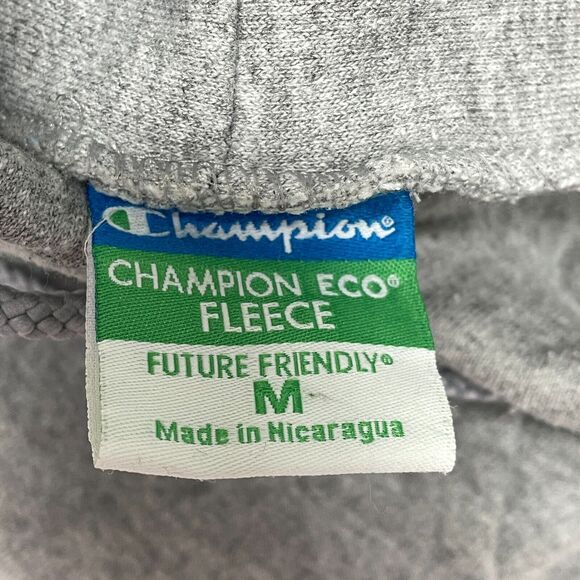 Champion®
CHAMPION ECO®
FLEECE
FUTURE FRIENDLY®
M
Made in Nicaragua